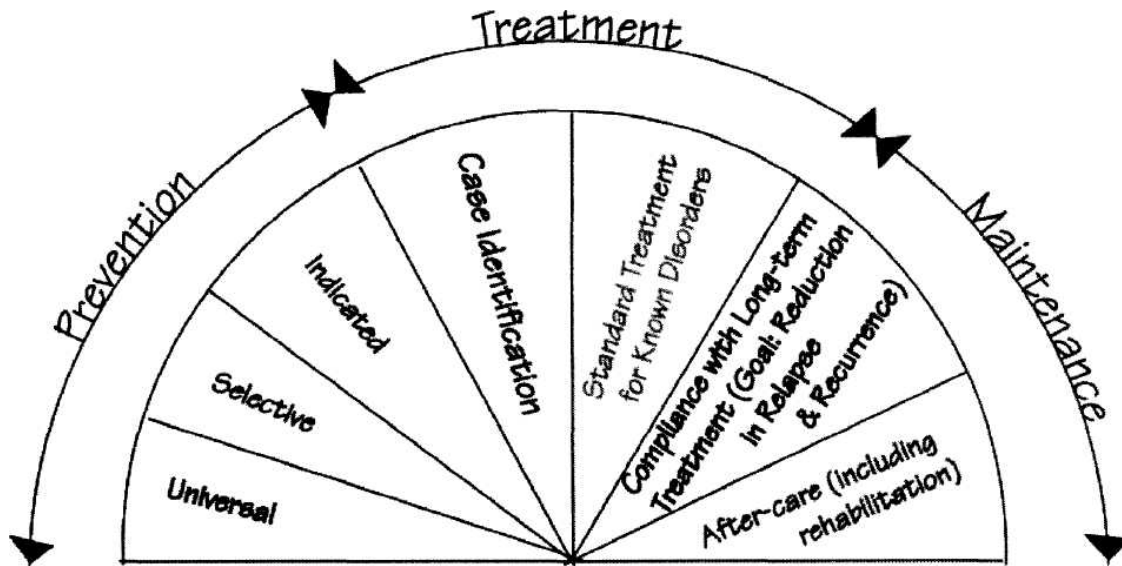 Treatment
Prevention
Maintenance
Universal
Selective
Indicated
Case Identification
Standard Treatment
for Known Disorders
Compliance with Long-term
Treatment (Goal: Reduction
in Relapse
& Recurrence)
After-care (including
rehabilitation)